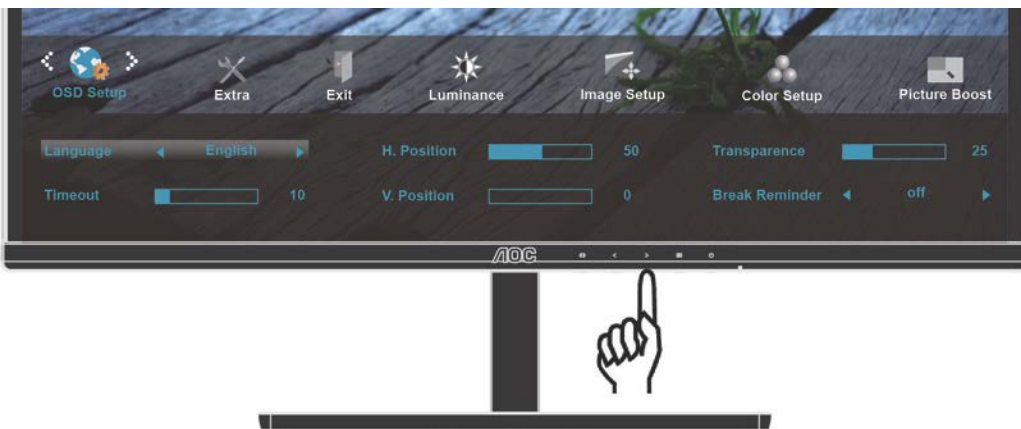 OSD Setup Extra Exit Luminance Image Setup Color Setup Picture Boost
Language English H. Position 50 Transparence 25
Timeout 10 V. Position 0 Break Reminder off
AOC